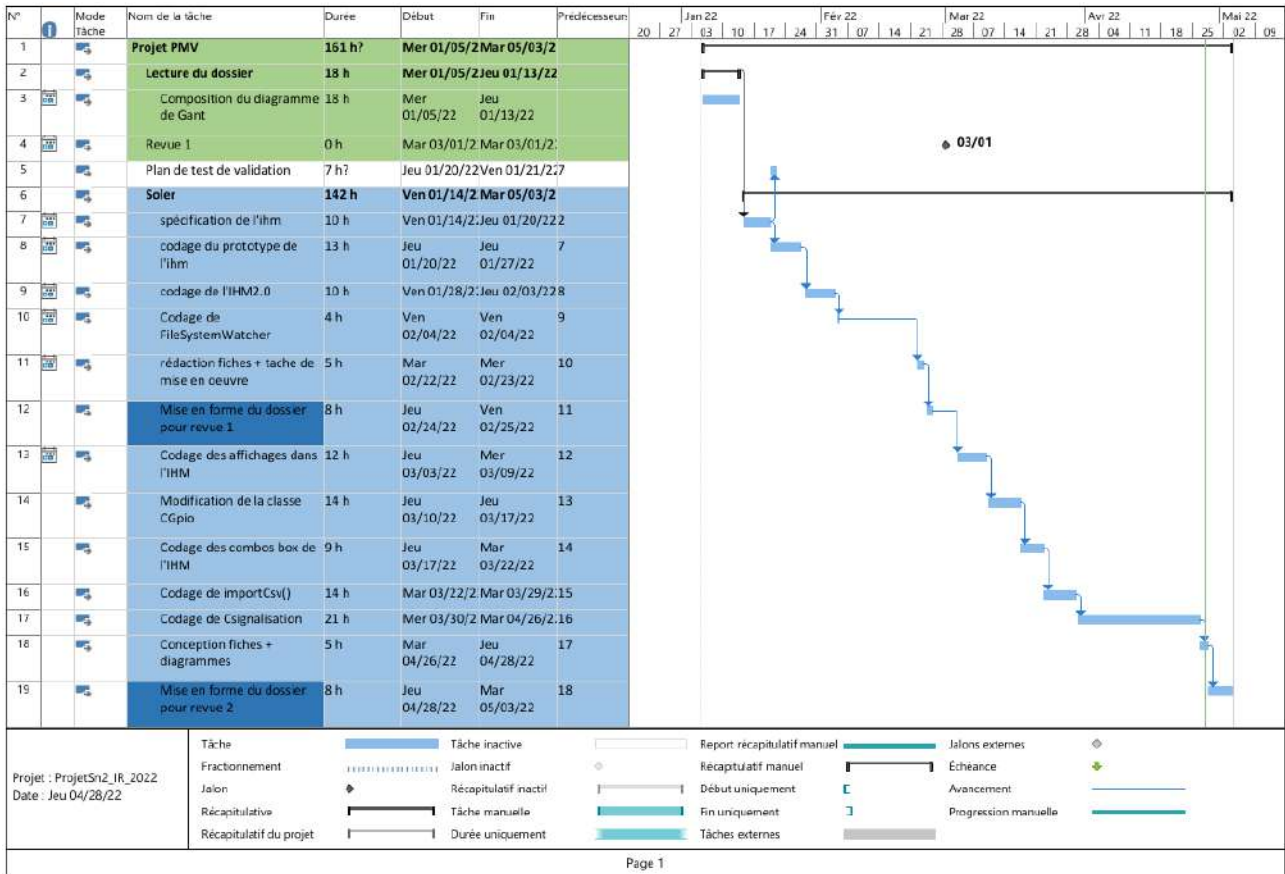 N° Mode Tâche Nom de la tâche Durée Début Fin Prédécesseurs
Jan 22 Fév 22 Mar 22 Avr 22 Mai 22
20 27 03 10 17 24 31 07 14 21 28 07 14 21 28 04 11 18 25 02 09
1 Projet PMV 161 h? Mer 01/05/2 Mar 05/03/2
2 Lecture du dossier 18 h Mer 01/05/2 Jeu 01/13/22
3 Composition du diagramme 18 h Mer Jeu
de Gant 01/05/22 01/13/22
4 Revue 1 0 h Mar 03/01/2 Mar 03/01/2
03/01
5 Plan de test de validation 7 h? Jeu 01/20/22 Ven 01/21/22 7
6 Soler 142 h Ven 01/14/2 Mar 05/03/2
7 spécification de l'ihm 10 h Ven 01/14/2 Jeu 01/20/22 2
8 codage du prototype de 13 h Jeu Jeu 7
l'ihm 01/20/22 01/27/22
9 codage de l'IHM2.0 10 h Ven 01/28/2 Jeu 02/03/22 8
10 Codage de 4 h Ven Ven 9
FileSystemWatcher 02/04/22 02/04/22
11 rédaction fiches + tache de 5 h Mar Mer 10
mise en oeuvre 02/22/22 02/23/22
12 Mise en forme du dossier 8 h Jeu Ven 11
pour revue 1 02/24/22 02/25/22
13 Codage des affichages dans 12 h Jeu Mer 12
l'IHM 03/03/22 03/09/22
14 Modification de la classe 14 h Jeu Jeu 13
CGpio 03/10/22 03/17/22
15 Codage des combos box de 9 h Jeu Mar 14
l'IHM 03/17/22 03/22/22
16 Codage de importCsv() 14 h Mar 03/22/2 Mar 03/29/2 15
17 Codage de Csignalisation 21 h Mer 03/30/2 Mar 04/26/2 16
18 Conception fiches + 5 h Mar Jeu 17
diagrammes 04/26/22 04/28/22
19 Mise en forme du dossier 8 h Jeu Mar 18
pour revue 2 04/28/22 05/03/22
Projet : ProjetSn2_IR_2022
Date : Jeu 04/28/22
Tâche Tâche inactive Report récapitulatif manuel Jalons externes
Fractionnement Jalon inactif Récapitulatif manuel Échéance
Jalon Récapitulatif inactif Début uniquement Avancement
Récapitulative Tâche manuelle Fin uniquement Progression manuelle
Récapitulatif du projet Durée uniquement Tâches externes
Page 1